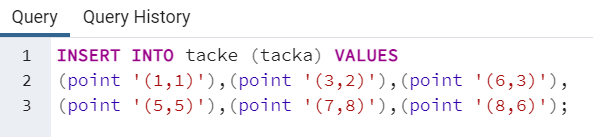 Query Query History
1 INSERT INTO tacke (tacka) VALUES
2 (point '(1,1)'),(point '(3,2)'),(point '(6,3)'),
3 (point '(5,5)'),(point '(7,8)'),(point '(8,6)');